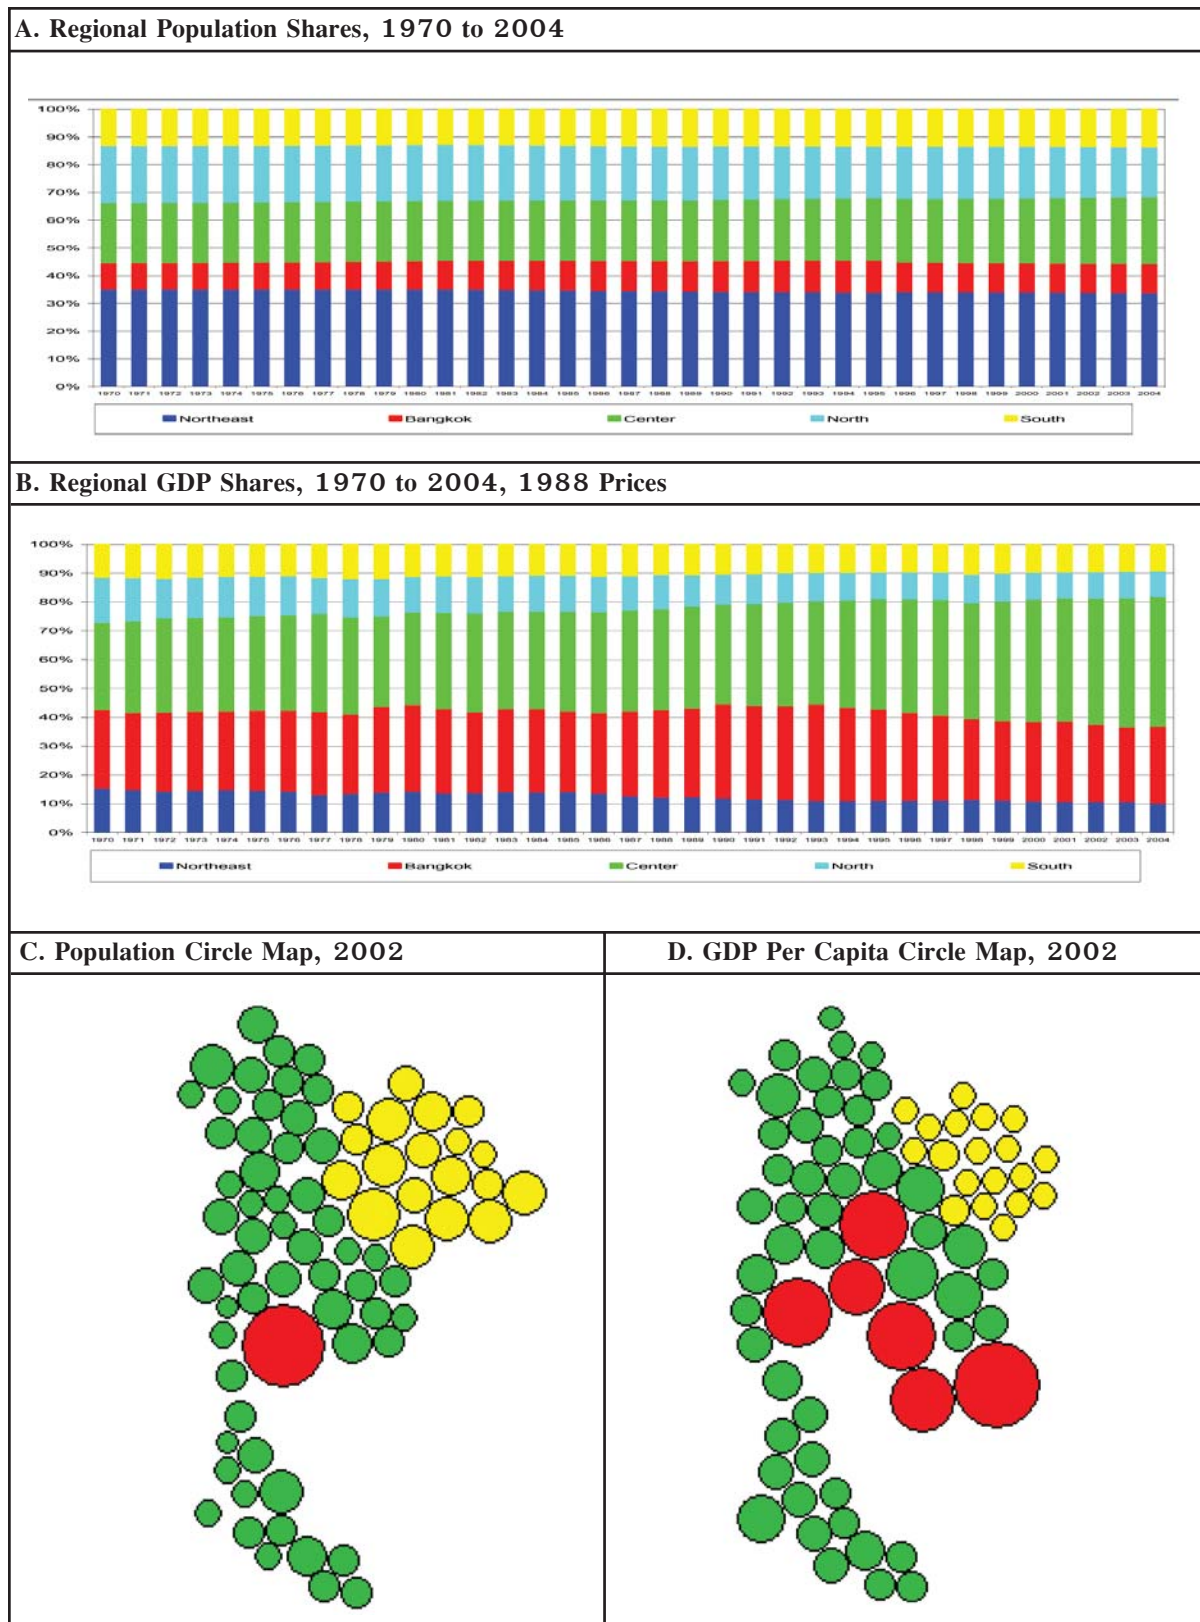 A. Regional Population Shares, 1970 to 2004
100%
90%
80%
70%
60%
50%
40%
30%
20%
10%
0%
1970 1971 1972 1973 1974 1975 1976 1977 1978 1979 1980 1981 1982 1983 1984 1985 1986 1987 1988 1989 1990 1991 1992 1993 1994 1995 1996 1997 1998 1999 2000 2001 2002 2003 2004
Northeast Bangkok Center North South
B. Regional GDP Shares, 1970 to 2004, 1988 Prices
100%
90%
80%
70%
60%
50%
40%
30%
20%
10%
0%
1970 1971 1972 1973 1974 1975 1976 1977 1978 1979 1980 1981 1982 1983 1984 1985 1986 1987 1988 1989 1990 1991 1992 1993 1994 1995 1996 1997 1998 1999 2000 2001 2002 2003 2004
Northeast Bangkok Center North South
C. Population Circle Map, 2002
D. GDP Per Capita Circle Map, 2002